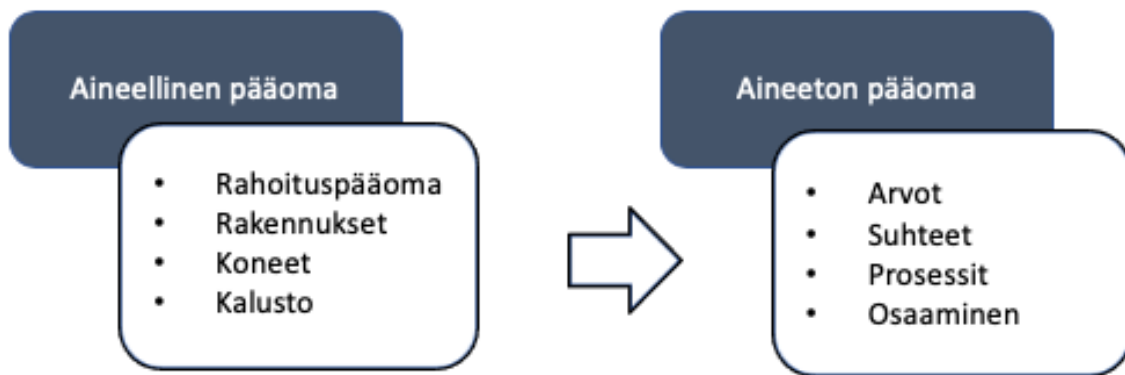 Aineellinen pääoma
• Rahoituspääoma
• Rakennukset
• Koneet
• Kalusto
Aineeton pääoma
• Arvot
• Suhteet
• Prosessit
• Osaaminen